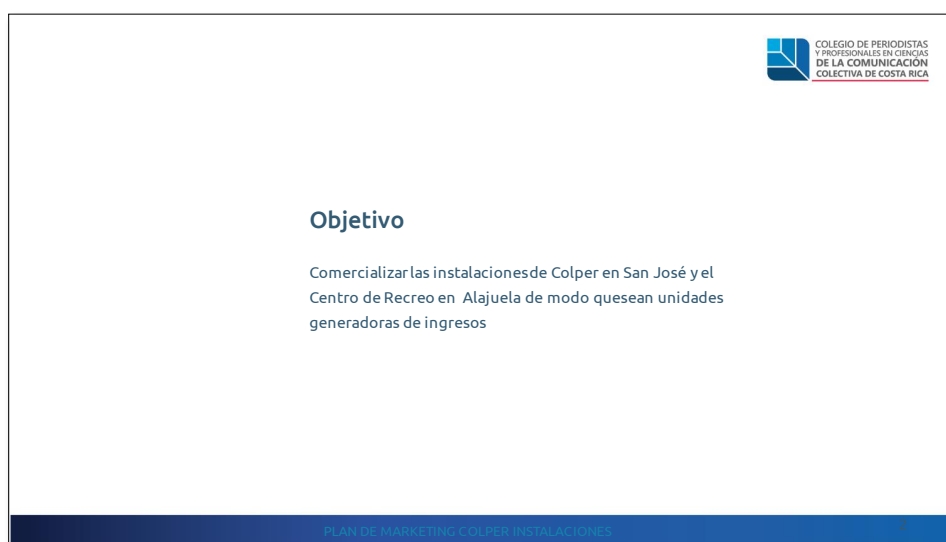 COLEGIO DE PERIODISTAS
Y PROFESIONALES EN CIENCIAS
DE LA COMUNICACIÓN
COLECTIVA DE COSTA RICA
Objetivo
Comercializar las instalaciones de Colper en San José y el
Centro de Recreo en Alajuela de modo quesean unidades
generadoras de ingresos
PLAN DE MARKETING COLPER INSTALACIONES